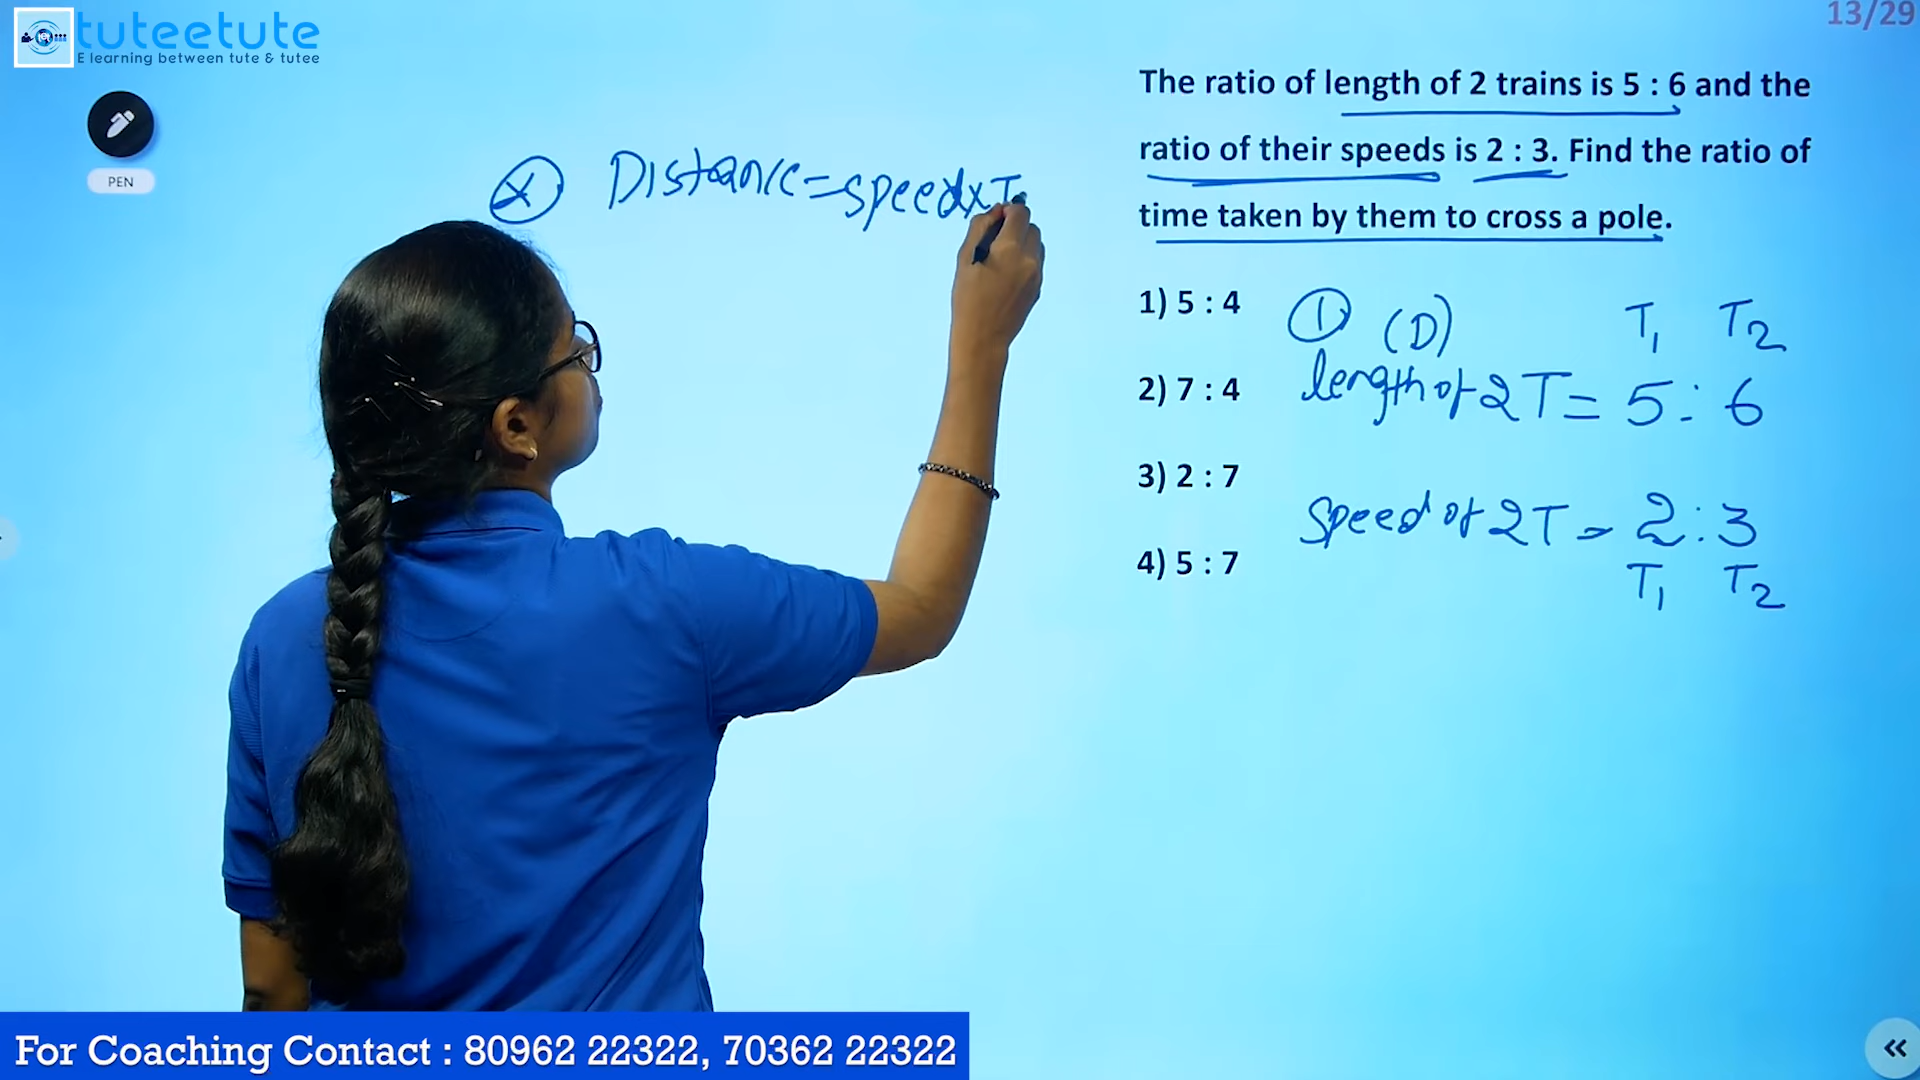 tuteetute
E learning between tute & tutee
13/29
PEN
The ratio of length of 2 trains is 5 : 6 and the
ratio of their speeds is 2 : 3. Find the ratio of
time taken by them to cross a pole.
Distance = speed x T
1) 5 : 4
2) 7 : 4
3) 2 : 7
4) 5 : 7
① (D) T1 T2
length of 2T = 5 : 6
speed of 2T = 2 : 3
T1 T2
For Coaching Contact : 80962 22322, 70362 22322